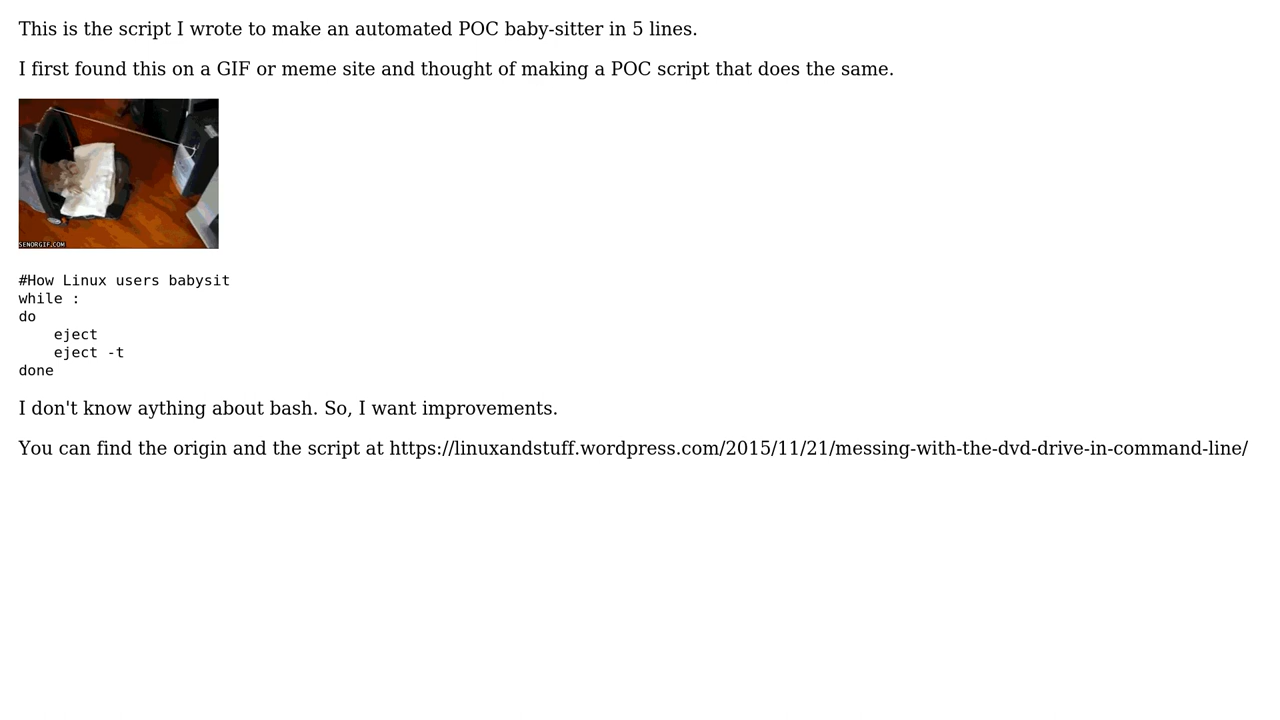 This is the script I wrote to make an automated POC baby-sitter in 5 lines.
I first found this on a GIF or meme site and thought of making a POC script that does the same.
SENORGIF.COM
#How Linux users babysit
while :
do
    eject
    eject -t
done
I don't know aything about bash. So, I want improvements.
You can find the origin and the script at https://linuxandstuff.wordpress.com/2015/11/21/messing-with-the-dvd-drive-in-command-line/